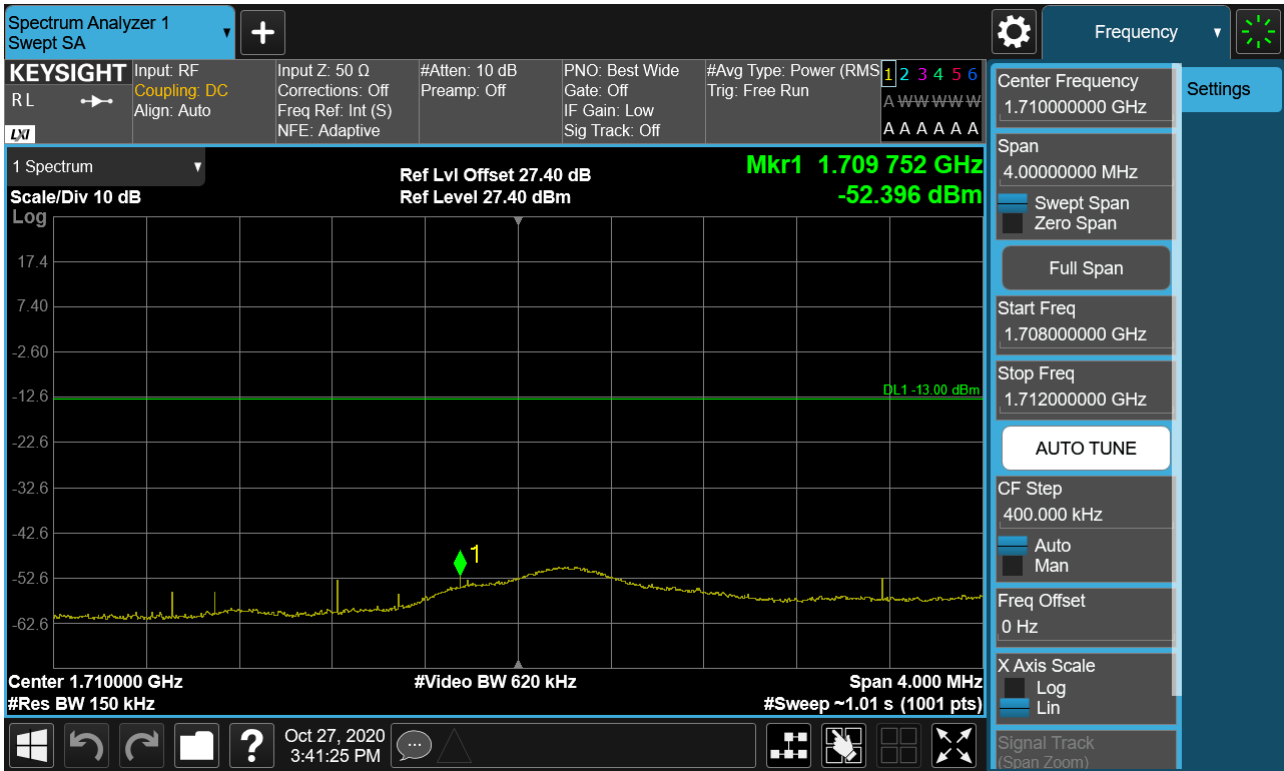 Spectrum Analyzer 1
Swept SA
+
Frequency
KEYSIGHT
R L
LXI
Input: RF
Coupling: DC
Align: Auto
Input Z: 50 Ω
Corrections: Off
Freq Ref: Int (S)
NFE: Adaptive
#Atten: 10 dB
Preamp: Off
PNO: Best Wide
Gate: Off
IF Gain: Low
Sig Track: Off
#Avg Type: Power (RMS
Trig: Free Run
1 2 3 4 5 6
A W W W W W
A A A A A A
1 Spectrum
Scale/Div 10 dB
Log
Ref Lvl Offset 27.40 dB
Ref Level 27.40 dBm
Mkr1 1.709 752 GHz
-52.396 dBm
17.4
7.40
-2.60
-12.6
DL1 -13.00 dBm
-22.6
-32.6
-42.6
1
-52.6
-62.6
Center 1.710000 GHz
#Video BW 620 kHz
Span 4.000 MHz
#Res BW 150 kHz
#Sweep ~1.01 s (1001 pts)
?
Oct 27, 2020
3:41:25 PM
Center Frequency
1.710000000 GHz
Span
4.00000000 MHz
Swept Span
Zero Span
Full Span
Start Freq
1.708000000 GHz
Stop Freq
1.712000000 GHz
AUTO TUNE
CF Step
400.000 kHz
Auto
Man
Freq Offset
0 Hz
X Axis Scale
Log
Lin
Signal Track
(Span Zoom)
Settings